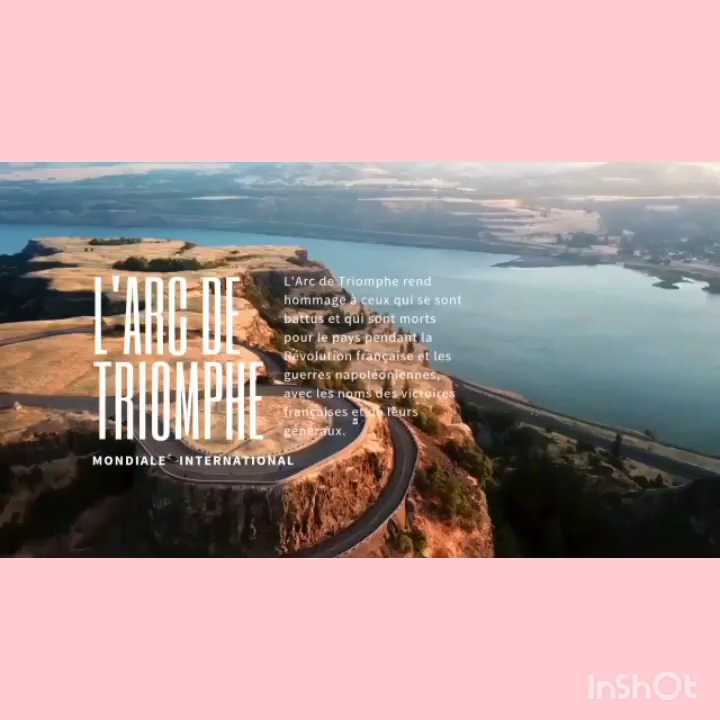 L'ARC DE
TRIOMPHE
MONDIALE INTERNATIONAL
L'Arc de Triomphe rend
hommage à ceux qui se sont
battus et qui sont morts
pour le pays pendant la
Révolution française et les
guerres napoléoniennes,
avec les noms des victoires
françaises et de leurs
généraux.
InShOt